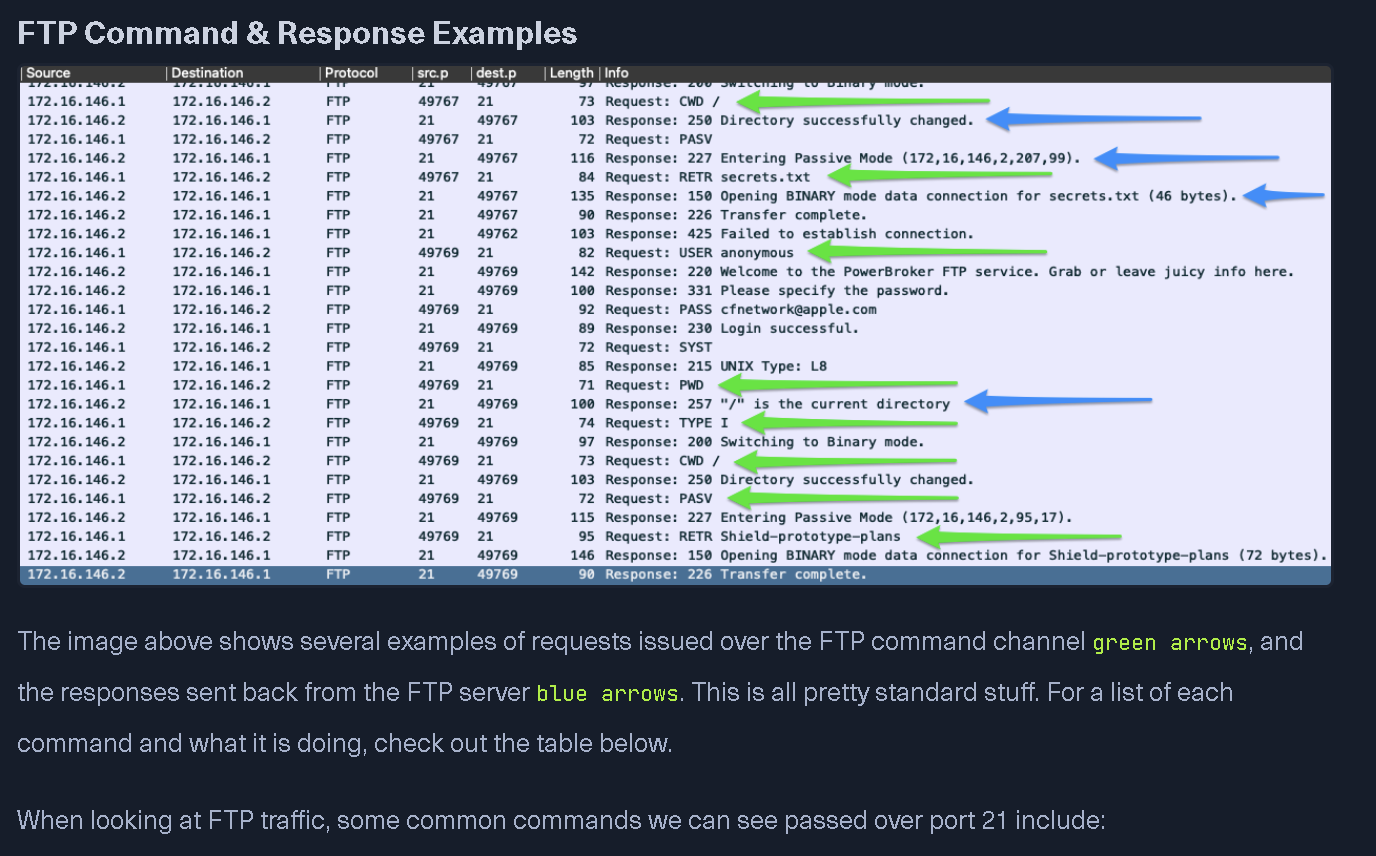 FTP Command & Response Examples
Source Destination Protocol src.p dest.p Length Info
172.16.146.2 172.16.146.1 FTP 21 49767 97 Response: 200 Switching to Binary mode.
172.16.146.1 172.16.146.2 FTP 49767 21 73 Request: CWD /
172.16.146.2 172.16.146.1 FTP 21 49767 103 Response: 250 Directory successfully changed.
172.16.146.1 172.16.146.2 FTP 49767 21 72 Request: PASV
172.16.146.2 172.16.146.1 FTP 21 49767 116 Response: 227 Entering Passive Mode (172,16,146,2,207,99).
172.16.146.1 172.16.146.2 FTP 49767 21 84 Request: RETR secrets.txt
172.16.146.2 172.16.146.1 FTP 21 49767 135 Response: 150 Opening BINARY mode data connection for secrets.txt (46 bytes).
172.16.146.2 172.16.146.1 FTP 21 49767 90 Response: 226 Transfer complete.
172.16.146.2 172.16.146.1 FTP 21 49762 103 Response: 425 Failed to establish connection.
172.16.146.1 172.16.146.2 FTP 49769 21 82 Request: USER anonymous
172.16.146.2 172.16.146.1 FTP 21 49769 142 Response: 220 Welcome to the PowerBroker FTP service. Grab or leave juicy info here.
172.16.146.2 172.16.146.1 FTP 21 49769 100 Response: 331 Please specify the password.
172.16.146.1 172.16.146.2 FTP 49769 21 92 Request: PASS cfnetwork@apple.com
172.16.146.2 172.16.146.1 FTP 21 49769 89 Response: 230 Login successful.
172.16.146.1 172.16.146.2 FTP 49769 21 72 Request: SYST
172.16.146.2 172.16.146.1 FTP 21 49769 85 Response: 215 UNIX Type: L8
172.16.146.1 172.16.146.2 FTP 49769 21 71 Request: PWD
172.16.146.2 172.16.146.1 FTP 21 49769 100 Response: 257 "/" is the current directory
172.16.146.1 172.16.146.2 FTP 49769 21 74 Request: TYPE I
172.16.146.2 172.16.146.1 FTP 21 49769 97 Response: 200 Switching to Binary mode.
172.16.146.1 172.16.146.2 FTP 49769 21 73 Request: CWD /
172.16.146.2 172.16.146.1 FTP 21 49769 103 Response: 250 Directory successfully changed.
172.16.146.1 172.16.146.2 FTP 49769 21 72 Request: PASV
172.16.146.2 172.16.146.1 FTP 21 49769 115 Response: 227 Entering Passive Mode (172,16,146,2,95,17).
172.16.146.1 172.16.146.2 FTP 49769 21 95 Request: RETR Shield-prototype-plans
172.16.146.2 172.16.146.1 FTP 21 49769 146 Response: 150 Opening BINARY mode data connection for Shield-prototype-plans (72 bytes).
172.16.146.2 172.16.146.1 FTP 21 49769 90 Response: 226 Transfer complete.
The image above shows several examples of requests issued over the FTP command channel green arrows, and
the responses sent back from the FTP server blue arrows. This is all pretty standard stuff. For a list of each
command and what it is doing, check out the table below.
When looking at FTP traffic, some common commands we can see passed over port 21 include: